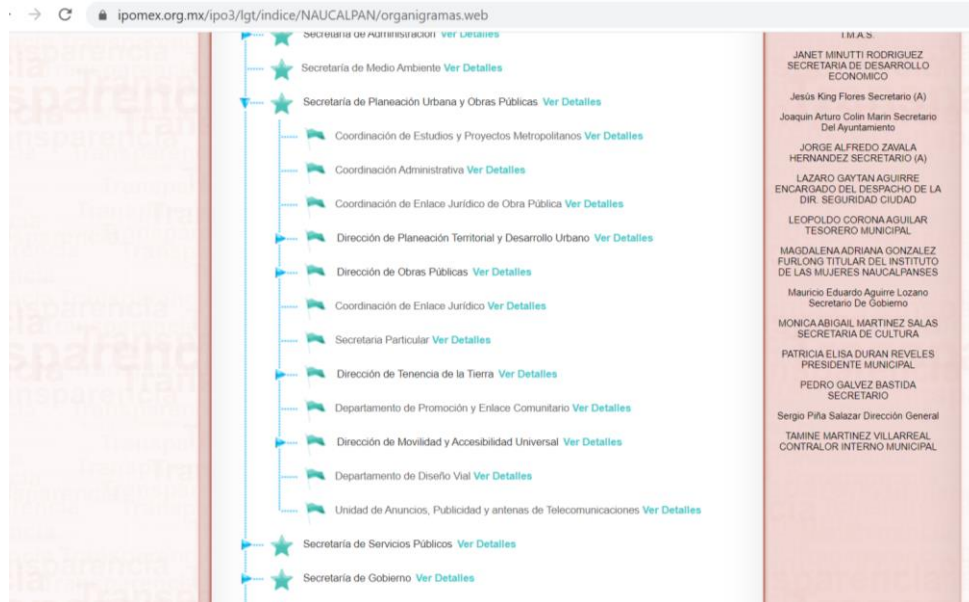 ipomex.org.mx/ipo3/lgt/indice/NAUCALPAN/organigramas.web
Secretaría de Administración Ver Detalles
Secretaría de Medio Ambiente Ver Detalles
Secretaría de Planeación Urbana y Obras Públicas Ver Detalles
Coordinación de Estudios y Proyectos Metropolitanos Ver Detalles
Coordinación Administrativa Ver Detalles
Coordinación de Enlace Jurídico de Obra Pública Ver Detalles
Dirección de Planeación Territorial y Desarrollo Urbano Ver Detalles
Dirección de Obras Públicas Ver Detalles
Coordinación de Enlace Jurídico Ver Detalles
Secretaria Particular Ver Detalles
Dirección de Tenencia de la Tierra Ver Detalles
Departamento de Promoción y Enlace Comunitario Ver Detalles
Dirección de Movilidad y Accesibilidad Universal Ver Detalles
Departamento de Diseño Vial Ver Detalles
Unidad de Anuncios, Publicidad y antenas de Telecomunicaciones Ver Detalles
Secretaría de Servicios Públicos Ver Detalles
Secretaría de Gobierno Ver Detalles
I.M.A.S.
JANET MINUTTI RODRIGUEZ
SECRETARIA DE DESARROLLO
ECONOMICO
Jesús King Flores Secretario (A)
Joaquin Arturo Colin Marin Secretario
Del Ayuntamiento
JORGE ALFREDO ZAVALA
HERNANDEZ SECRETARIO (A)
LAZARO GAYTAN AGUIRRE
ENCARGADO DEL DESPACHO DE LA
DIR. SEGURIDAD CIUDAD
LEOPOLDO CORONA AGUILAR
TESORERO MUNICIPAL
MAGDALENA ADRIANA GONZALEZ
FURLONG TITULAR DEL INSTITUTO
DE LAS MUJERES NAUCALPANSES
Mauricio Eduardo Aguirre Lozano
Secretario De Gobierno
MONICA ABIGAIL MARTINEZ SALAS
SECRETARIA DE CULTURA
PATRICIA ELISA DURAN REVELES
PRESIDENTE MUNICIPAL
PEDRO GALVEZ BASTIDA
SECRETARIO
Sergio Piña Salazar Dirección General
TAMINE MARTINEZ VILLARREAL
CONTRALOR INTERNO MUNICIPAL